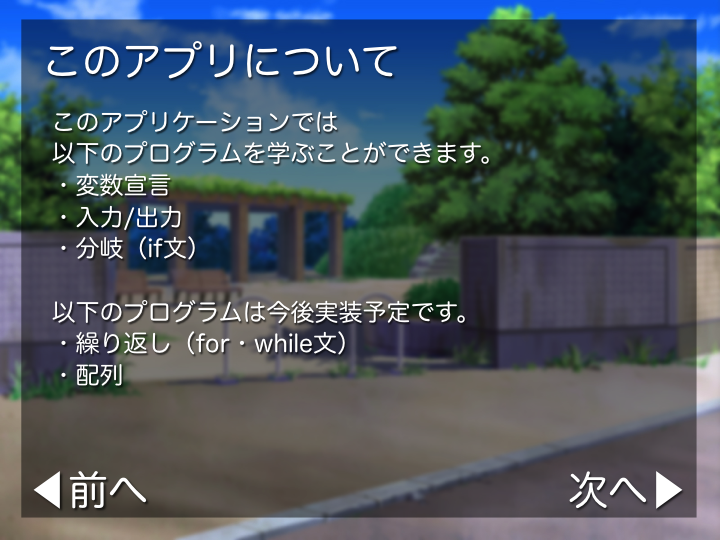 このアプリについて
このアプリケーションでは
以下のプログラムを学ぶことができます。
・変数宣言
・入力/出力
・分岐（if文）
以下のプログラムは今後実装予定です。
・繰り返し（for・while文）
・配列
◀前へ
次へ▶